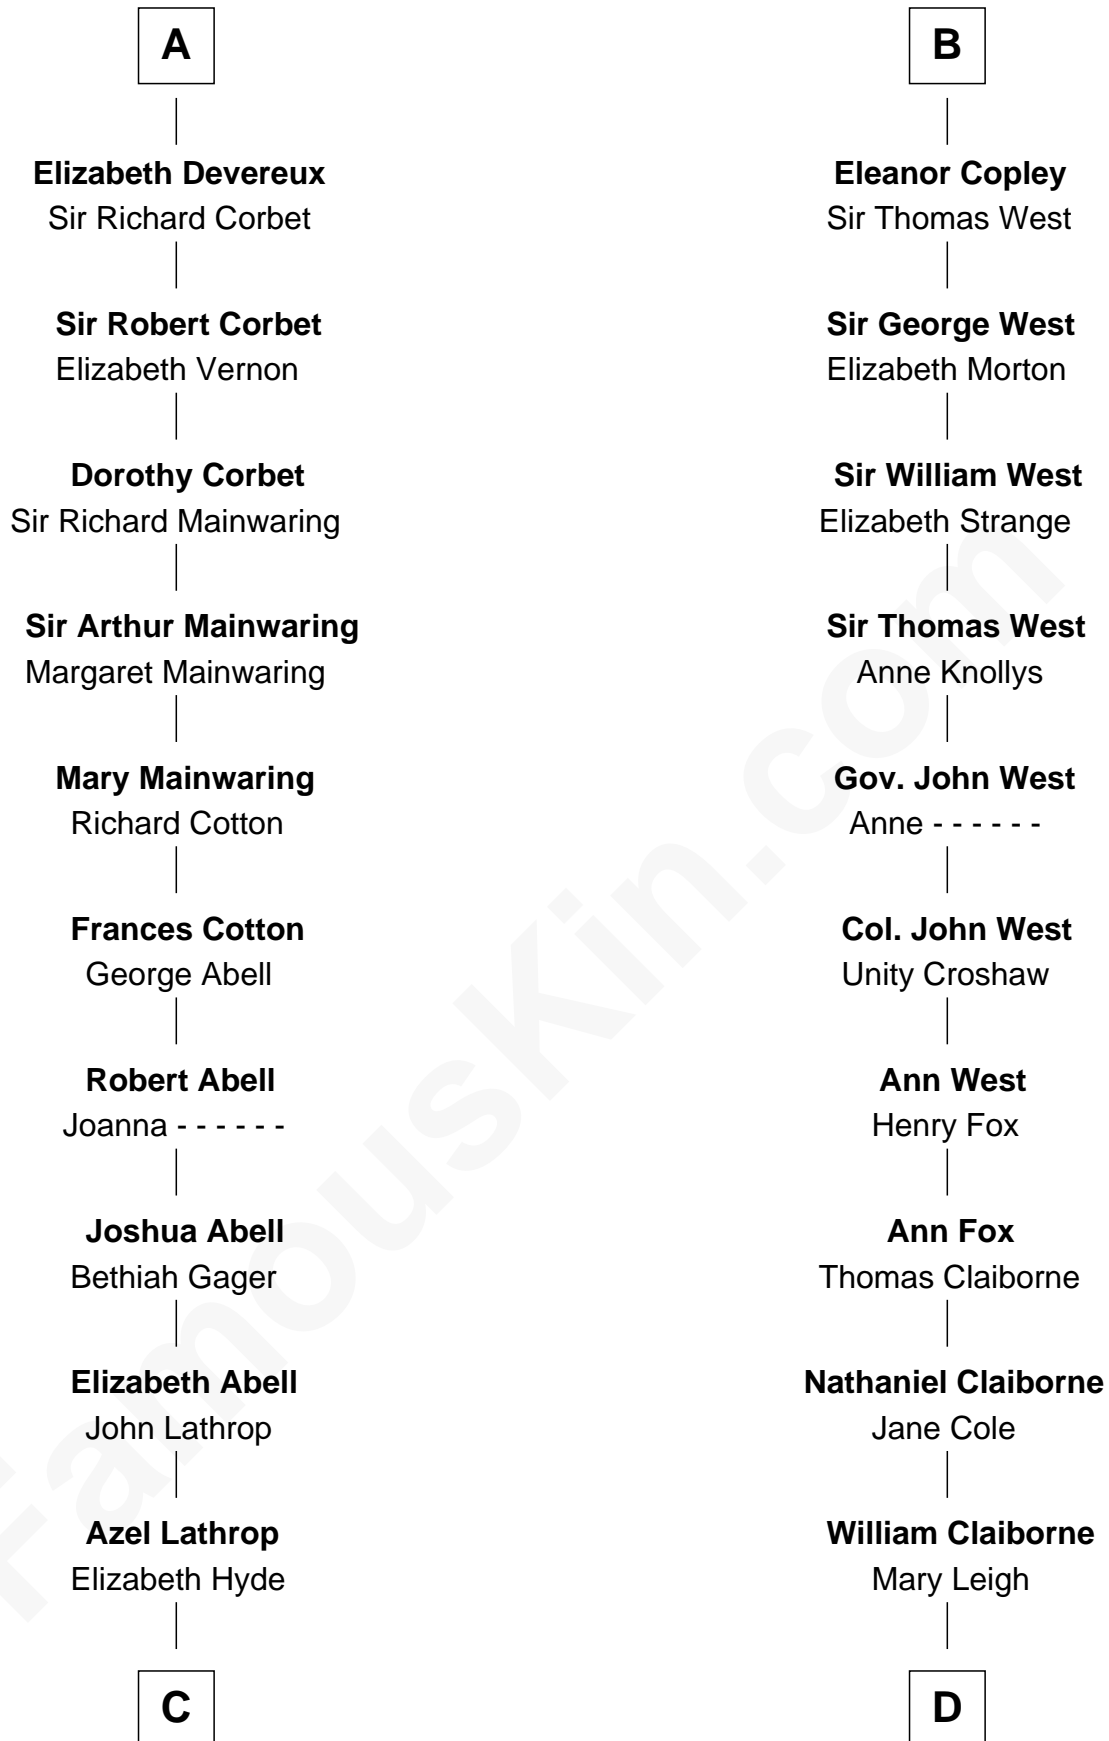 A
Elizabeth Devereux
Sir Richard Corbet
Sir Robert Corbet
Elizabeth Vernon
Dorothy Corbet
Sir Richard Mainwaring
Sir Arthur Mainwaring
Margaret Mainwaring
Mary Mainwaring
Richard Cotton
Frances Cotton
George Abell
Robert Abell
Joanna - - - - - -
Joshua Abell
Bethiah Gager
Elizabeth Abell
John Lathrop
Azel Lathrop
Elizabeth Hyde
C
B
Eleanor Copley
Sir Thomas West
Sir George West
Elizabeth Morton
Sir William West
Elizabeth Strange
Sir Thomas West
Anne Knollys
Gov. John West
Anne - - - - - -
Col. John West
Unity Croshaw
Ann West
Henry Fox
Ann Fox
Thomas Claiborne
Nathaniel Claiborne
Jane Cole
William Claiborne
Mary Leigh
D
FamousKin.com